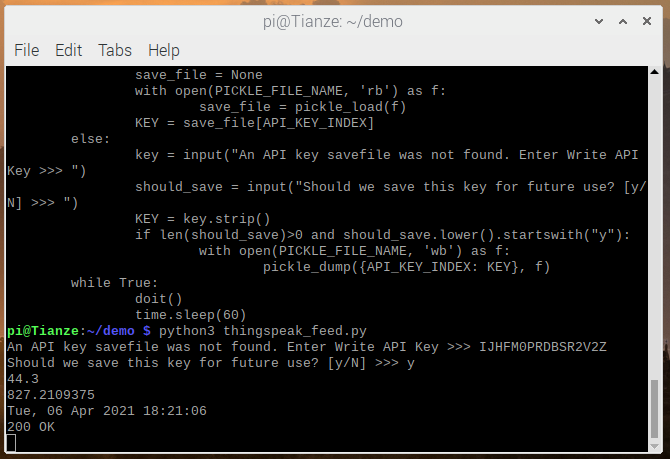 pi@Tianze: ~/demo
File Edit Tabs Help
save_file = None
with open(PICKLE_FILE_NAME, 'rb') as f:
save_file = pickle_load(f)
KEY = save_file[API_KEY_INDEX]
else:
key = input("An API key savefile was not found. Enter Write API
Key >>> ")
should_save = input("Should we save this key for future use? [y/
N] >>> ")
KEY = key.strip()
if len(should_save)>0 and should_save.lower().startswith("y"):
with open(PICKLE_FILE_NAME, 'wb') as f:
pickle_dump({API_KEY_INDEX: KEY}, f)
while True:
doit()
time.sleep(60)
pi@Tianze:~/demo $ python3 thingspeak_feed.py
An API key savefile was not found. Enter Write API Key >>> IJHFM0PRDBSR2V2Z
Should we save this key for future use? [y/N] >>> y
44.3
827.2109375
Tue, 06 Apr 2021 18:21:06
200 OK